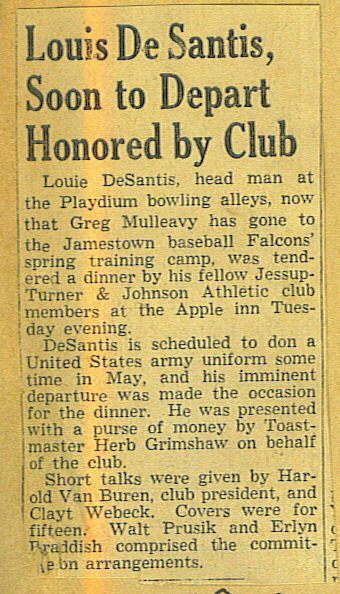 Louis De Santis,
Soon to Depart
Honored by Club
Louie DeSantis, head man at
the Playdium bowling alleys, now
that Greg Mulleavy has gone to
the Jamestown baseball Falcons'
spring training camp, was tend-
ered a dinner by his fellow Jessup-
Turner & Johnson Athletic club
members at the Apple inn Tues-
day evening.
DeSantis is scheduled to don a
United States army uniform some
time in May, and his imminent
departure was made the occasion
for the dinner. He was presented
with a purse of money by Toast-
master Herb Grimshaw on behalf
of the club.
Short talks were given by Har-
old Van Buren, club president, and
Clayt Webeck. Covers were for
fifteen. Walt Prusik and Erlyn
Braddish comprised the commit-
on arrangements.